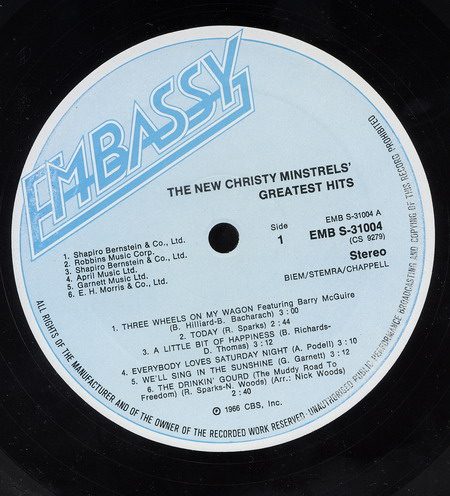 EMBASSY
THE NEW CHRISTY MINSTRELS'
GREATEST HITS
EMB S-31004 A
Side
1
EMB S-31004
(CS 9279)
Stereo
BIEM/STEMRA/CHAPPELL
1. Shapiro Bernstein & Co., Ltd.
2. Robbins Music Corp.
3. Shapiro Bernstein & Co., Ltd.
4. April Music Ltd.
5. Garnett Music Ltd.
6. E. H. Morris & Co., Ltd.
1. THREE WHEELS ON MY WAGON Featuring Barry McGuire
(B. Hilliard-B. Bacharach) 3:00
2. TODAY (R. Sparks) 2:44
3. A LITTLE BIT OF HAPPINESS (B. Richards-
D. Thomas) 3:12
4. EVERYBODY LOVES SATURDAY NIGHT (A. Podell) 3:10
5. WE'LL SING IN THE SUNSHINE (G. Garnett) 3:12
6. THE DRINKIN' GOURD (The Muddy Road To
Freedom) (R. Sparks-N. Woods) (Arr.: Nick Woods)
2:40
℗ 1966 CBS, Inc.
ALL RIGHTS OF THE MANUFACTURER AND OF THE OWNER OF THE RECORDED WORK RESERVED · UNAUTHORISED PUBLIC PERFORMANCE BROADCASTING AND COPYING OF THIS RECORD PROHIBITED